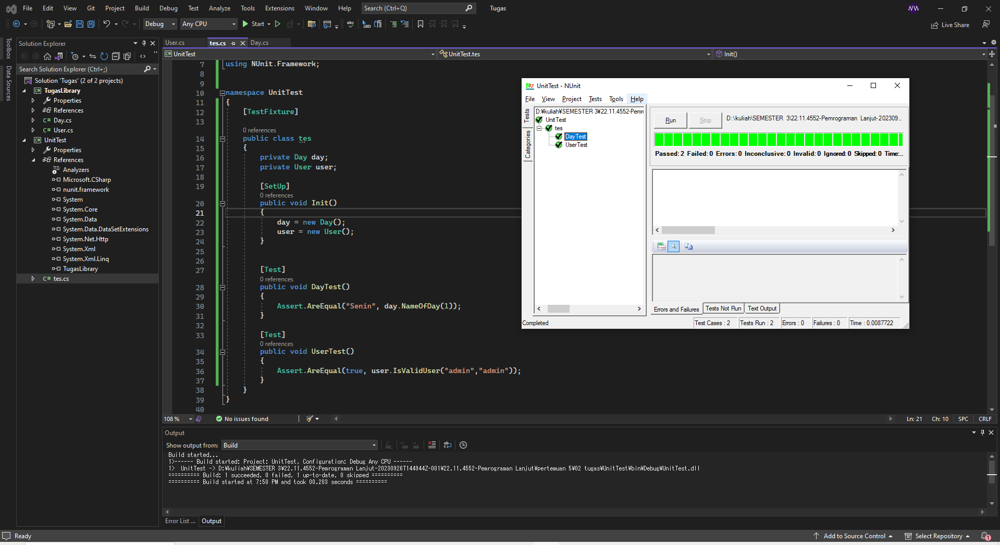 File Edit View Git Project Build Debug Test Analyze Tools Extensions Window Help Search (Ctrl+Q) Tugas
Debug Any CPU Start Live Share
Toolbox
Data Sources
Solution Explorer
Search Solution Explorer (Ctrl+;)
Solution 'Tugas' (2 of 2 projects)
C# TugasLibrary
Properties
References
C# Day.cs
C# User.cs
C# UnitTest
Properties
References
Analyzers
Microsoft.CSharp
nunit.framework
System
System.Core
System.Data
System.Data.DataSetExtensions
System.Net.Http
System.Xml
System.Xml.Linq
TugasLibrary
C# tes.cs
User.cs tes.cs Day.cs
C# UnitTest UnitTest.tes Init()
7 using NUnit.Framework;
8
9
10 namespace UnitTest
11 {
12 [TestFixture]
13
0 references
14 public class tes
15 {
16 private Day day;
17 private User user;
18
19 [SetUp]
0 references
20 public void Init()
21 {
22 day = new Day();
23 user = new User();
24 }
25
26
27 [Test]
0 references
28 public void DayTest()
29 {
30 Assert.AreEqual("Senin", day.NameOfDay(1));
31 }
32
33 [Test]
0 references
34 public void UserTest()
35 {
36 Assert.AreEqual(true, user.IsValidUser("admin","admin"));
37 }
38 }
39 }
40
108 % No issues found Ln: 21 Ch: 10 SPC CRLF
NU UnitTest - NUnit
File View Project Tests Tools Help
Tests
Categories
D:¥kuliah¥SEMESTER 3¥22.11.4552-Pemr
UnitTest
tes
DayTest
UserTest
Run Stop D:\kuliah\SEMESTER 3\22.11.4552-Pemrograman Lanjut-202309...
Passed: 2 Failed: 0 Errors: 0 Inconclusive: 0 Invalid: 0 Ignored: 0 Skipped: 0 Time:...
Errors and Failures Tests Not Run Text Output
Completed Test Cases : 2 Tests Run : 2 Errors : 0 Failures : 0 Time : 0.0087722
Output
Show output from: Build
Build started...
1>------ Build started: Project: UnitTest, Configuration: Debug Any CPU ------
1> UnitTest -> D:¥kuliah¥SEMESTER 3¥22.11.4552-Pemrograman Lanjut-20230926T144944Z-001¥22.11.4552-Pemrograman Lanjut¥pertemuan 5¥02 tugas¥UnitTest¥bin¥Debug¥UnitTest.dll
========== Build: 1 succeeded, 0 failed, 1 up-to-date, 0 skipped ==========
========== Build started at 7:58 PM and took 00.203 seconds ==========
Error List ... Output
Ready Add to Source Control Select Repository 1